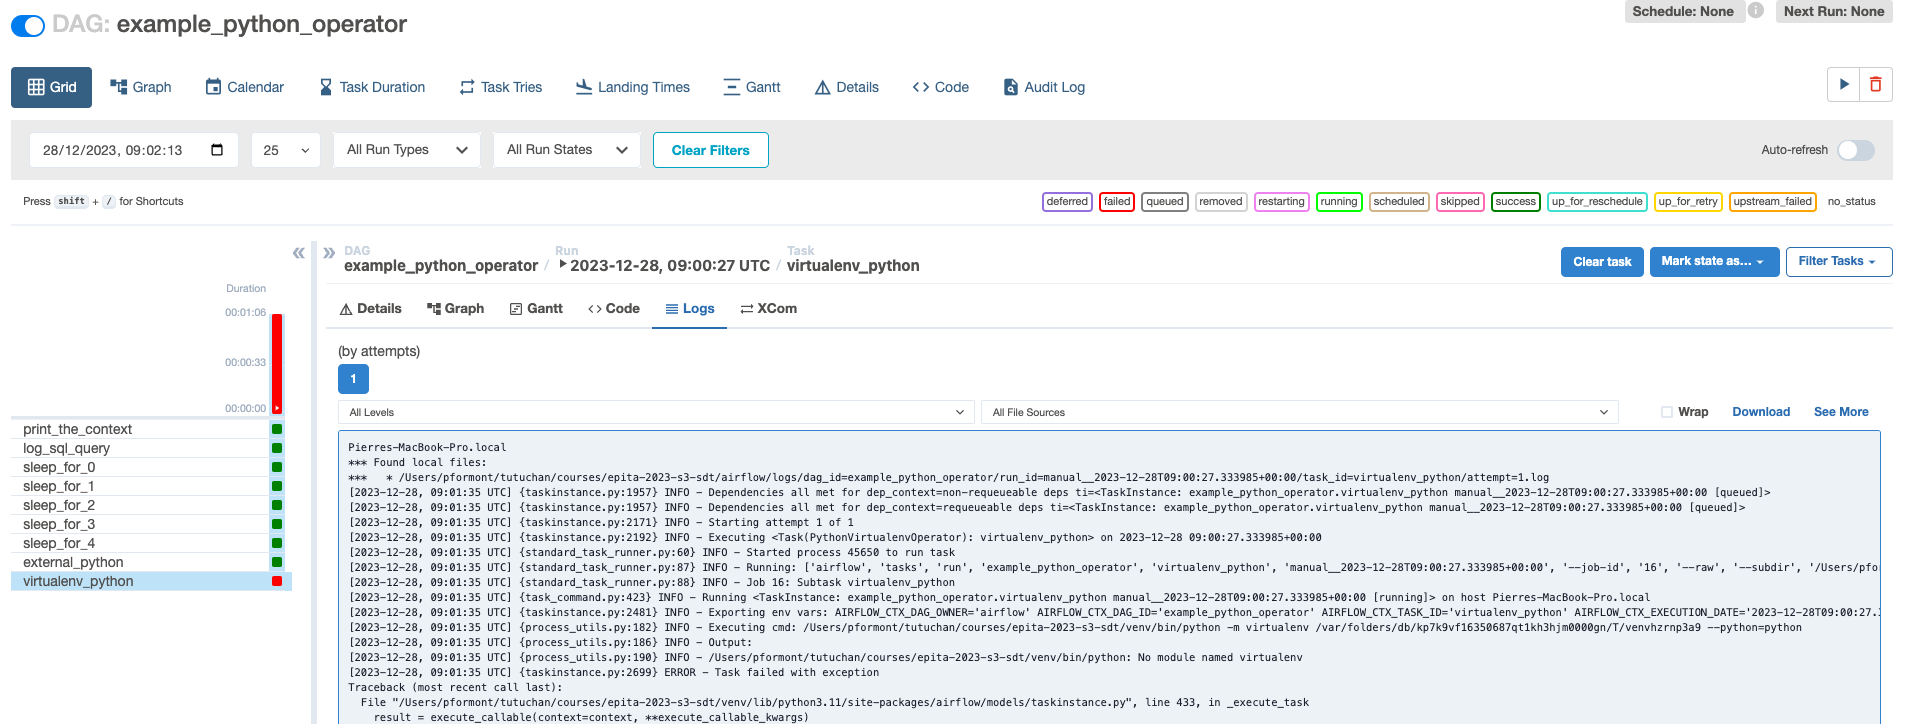 DAG: example_python_operator
Schedule: None
Next Run: None
Grid
Graph
Calendar
Task Duration
Task Tries
Landing Times
Gantt
Details
Code
Audit Log
28/12/2023, 09:02:13
25
All Run Types
All Run States
Clear Filters
Auto-refresh
Press shift + / for Shortcuts
deferred
failed
queued
removed
restarting
running
scheduled
skipped
success
up_for_reschedule
up_for_retry
upstream_failed
no_status
Duration
00:01:06
00:00:33
00:00:00
print_the_context
log_sql_query
sleep_for_0
sleep_for_1
sleep_for_2
sleep_for_3
sleep_for_4
external_python
virtualenv_python
DAG
example_python_operator
/
Run
2023-12-28, 09:00:27 UTC
/
Task
virtualenv_python
Clear task
Mark state as...
Filter Tasks
Details
Graph
Gantt
Code
Logs
XCom
(by attempts)
1
All Levels
All File Sources
Wrap
Download
See More
Pierres-MacBook-Pro.local
*** Found local files:
***   * /Users/pformont/tutuchan/courses/epita-2023-s3-sdt/airflow/logs/dag_id=example_python_operator/run_id=manual__2023-12-28T09:00:27.333985+00:00/task_id=virtualenv_python/attempt=1.log
[2023-12-28, 09:01:35 UTC] {taskinstance.py:1957} INFO - Dependencies all met for dep_context=non-requeueable deps ti=<TaskInstance: example_python_operator.virtualenv_python manual__2023-12-28T09:00:27.333985+00:00 [queued]>
[2023-12-28, 09:01:35 UTC] {taskinstance.py:1957} INFO - Dependencies all met for dep_context=requeueable deps ti=<TaskInstance: example_python_operator.virtualenv_python manual__2023-12-28T09:00:27.333985+00:00 [queued]>
[2023-12-28, 09:01:35 UTC] {taskinstance.py:2171} INFO - Starting attempt 1 of 1
[2023-12-28, 09:01:35 UTC] {taskinstance.py:2192} INFO - Executing <Task(PythonVirtualenvOperator): virtualenv_python> on 2023-12-28 09:00:27.333985+00:00
[2023-12-28, 09:01:35 UTC] {standard_task_runner.py:60} INFO - Started process 45650 to run task
[2023-12-28, 09:01:35 UTC] {standard_task_runner.py:87} INFO - Running: ['airflow', 'tasks', 'run', 'example_python_operator', 'virtualenv_python', 'manual__2023-12-28T09:00:27.333985+00:00', '--job-id', '16', '--raw', '--subdir', '/Users/pfor
[2023-12-28, 09:01:35 UTC] {standard_task_runner.py:88} INFO - Job 16: Subtask virtualenv_python
[2023-12-28, 09:01:35 UTC] {task_command.py:423} INFO - Running <TaskInstance: example_python_operator.virtualenv_python manual__2023-12-28T09:00:27.333985+00:00 [running]> on host Pierres-MacBook-Pro.local
[2023-12-28, 09:01:35 UTC] {taskinstance.py:2481} INFO - Exporting env vars: AIRFLOW_CTX_DAG_OWNER='airflow' AIRFLOW_CTX_DAG_ID='example_python_operator' AIRFLOW_CTX_TASK_ID='virtualenv_python' AIRFLOW_CTX_EXECUTION_DATE='2023-12-28T09:00:27.
[2023-12-28, 09:01:35 UTC] {process_utils.py:182} INFO - Executing cmd: /Users/pformont/tutuchan/courses/epita-2023-s3-sdt/venv/bin/python -m virtualenv /var/folders/db/kp7k9vf16350687qt1kh3hjm0000gn/T/venvhzrnp3a9 --python=python
[2023-12-28, 09:01:35 UTC] {process_utils.py:186} INFO - Output:
[2023-12-28, 09:01:35 UTC] {process_utils.py:190} INFO - /Users/pformont/tutuchan/courses/epita-2023-s3-sdt/venv/bin/python: No module named virtualenv
[2023-12-28, 09:01:35 UTC] {taskinstance.py:2699} ERROR - Task failed with exception
Traceback (most recent call last):
  File "/Users/pformont/tutuchan/courses/epita-2023-s3-sdt/venv/lib/python3.11/site-packages/airflow/models/taskinstance.py", line 433, in _execute_task
    result = execute_callable(context=context, **execute_callable_kwargs)